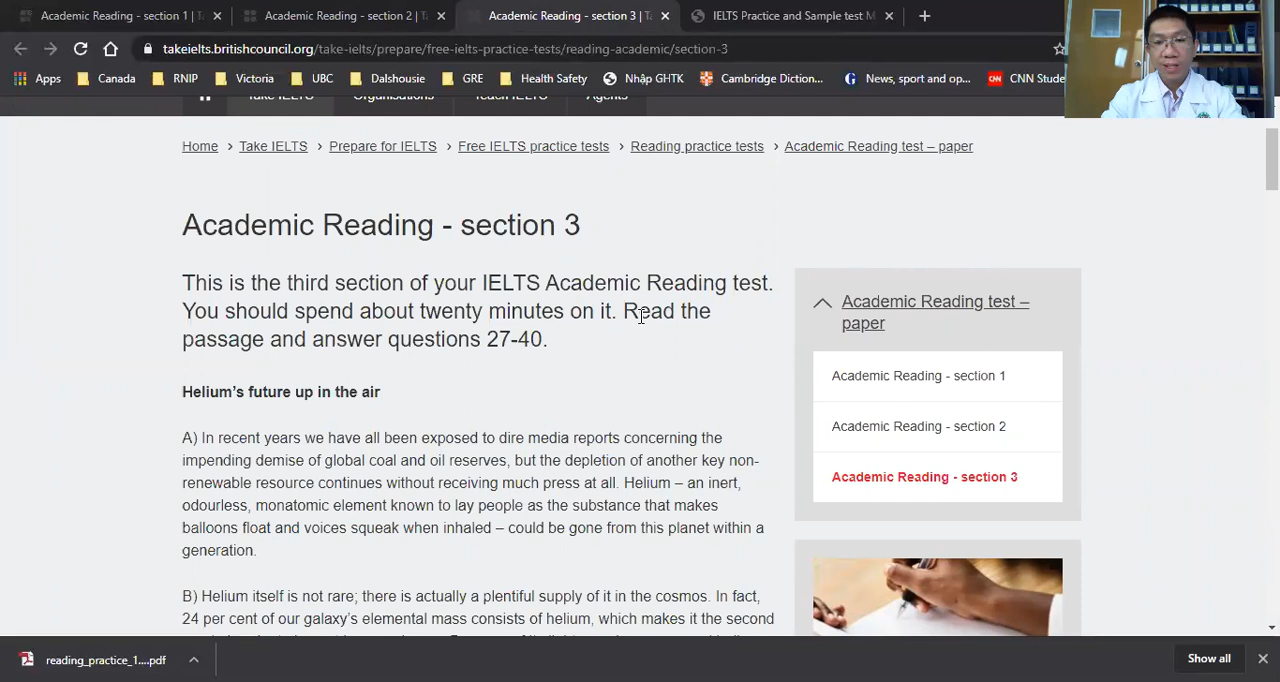 Academic Reading - section 1 | Ta
Academic Reading - section 2 | Ta
Academic Reading - section 3 | Ta
IELTS Practice and Sample test M
takeielts.britishcouncil.org/take-ielts/prepare/free-ielts-practice-tests/reading-academic/section-3
Apps Canada RNIP Victoria UBC Dalhousie GRE Health Safety Nhập GHTK Cambridge Diction... News, sport and op... CNN Stude
Take IELTS Organisations Teach IELTS Agents
Home > Take IELTS > Prepare for IELTS > Free IELTS practice tests > Reading practice tests > Academic Reading test – paper
Academic Reading - section 3
This is the third section of your IELTS Academic Reading test.
You should spend about twenty minutes on it. Read the
passage and answer questions 27-40.
Helium's future up in the air
A) In recent years we have all been exposed to dire media reports concerning the
impending demise of global coal and oil reserves, but the depletion of another key non-
renewable resource continues without receiving much press at all. Helium – an inert,
odourless, monatomic element known to lay people as the substance that makes
balloons float and voices squeak when inhaled – could be gone from this planet within a
generation.
B) Helium itself is not rare; there is actually a plentiful supply of it in the cosmos. In fact,
24 per cent of our galaxy's elemental mass consists of helium, which makes it the second
Academic Reading test –
paper
Academic Reading - section 1
Academic Reading - section 2
Academic Reading - section 3
reading_practice_1....pdf
Show all